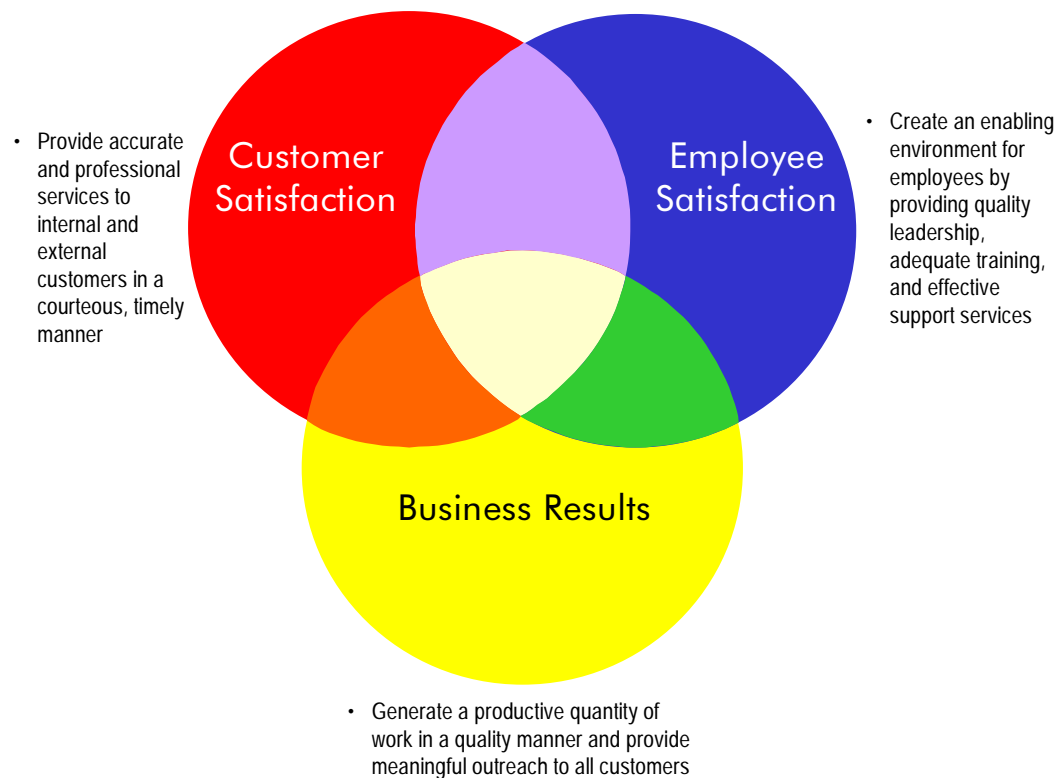 Customer
Satisfaction
Employee
Satisfaction
Business Results
• Provide accurate
and professional
services to
internal and
external
customers in a
courteous, timely
manner
• Create an enabling
environment for
employees by
providing quality
leadership,
adequate training,
and effective
support services
• Generate a productive quantity of
work in a quality manner and provide
meaningful outreach to all customers